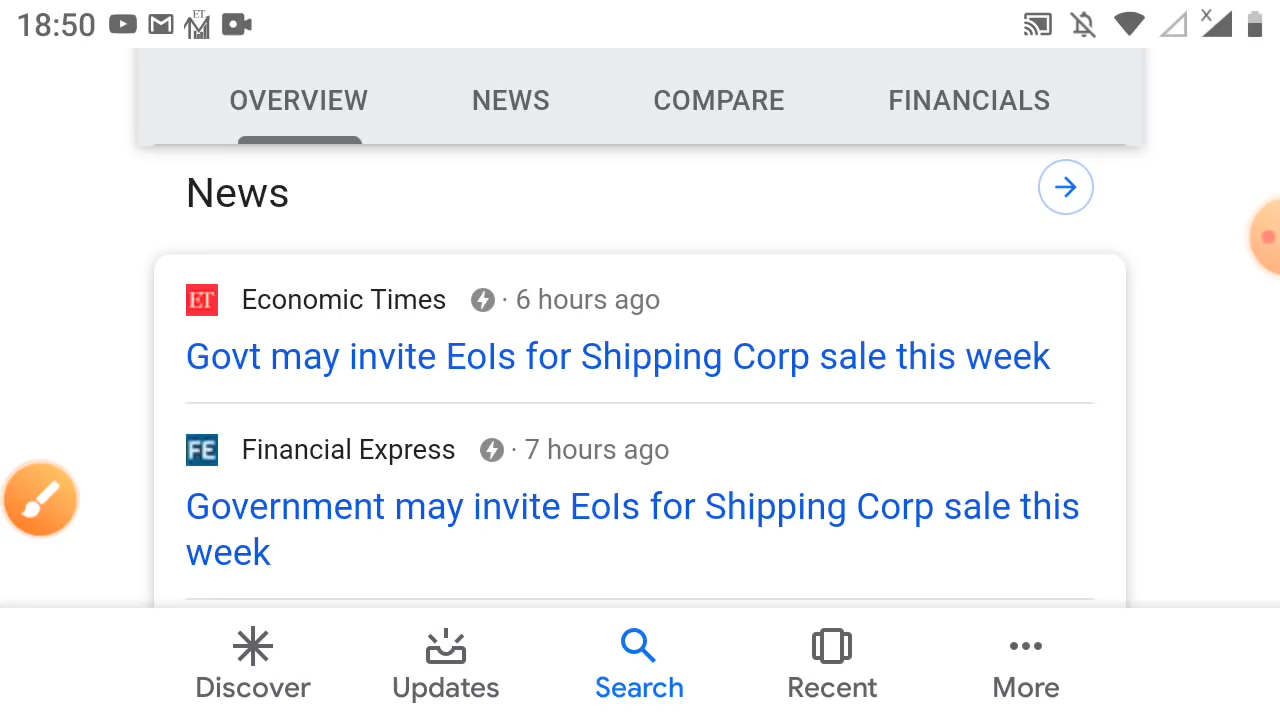 18:50
ET
X
OVERVIEW NEWS COMPARE FINANCIALS
News
ET Economic Times · 6 hours ago
Govt may invite EoIs for Shipping Corp sale this week
FE Financial Express · 7 hours ago
Government may invite EoIs for Shipping Corp sale this
week
Discover Updates Search Recent More